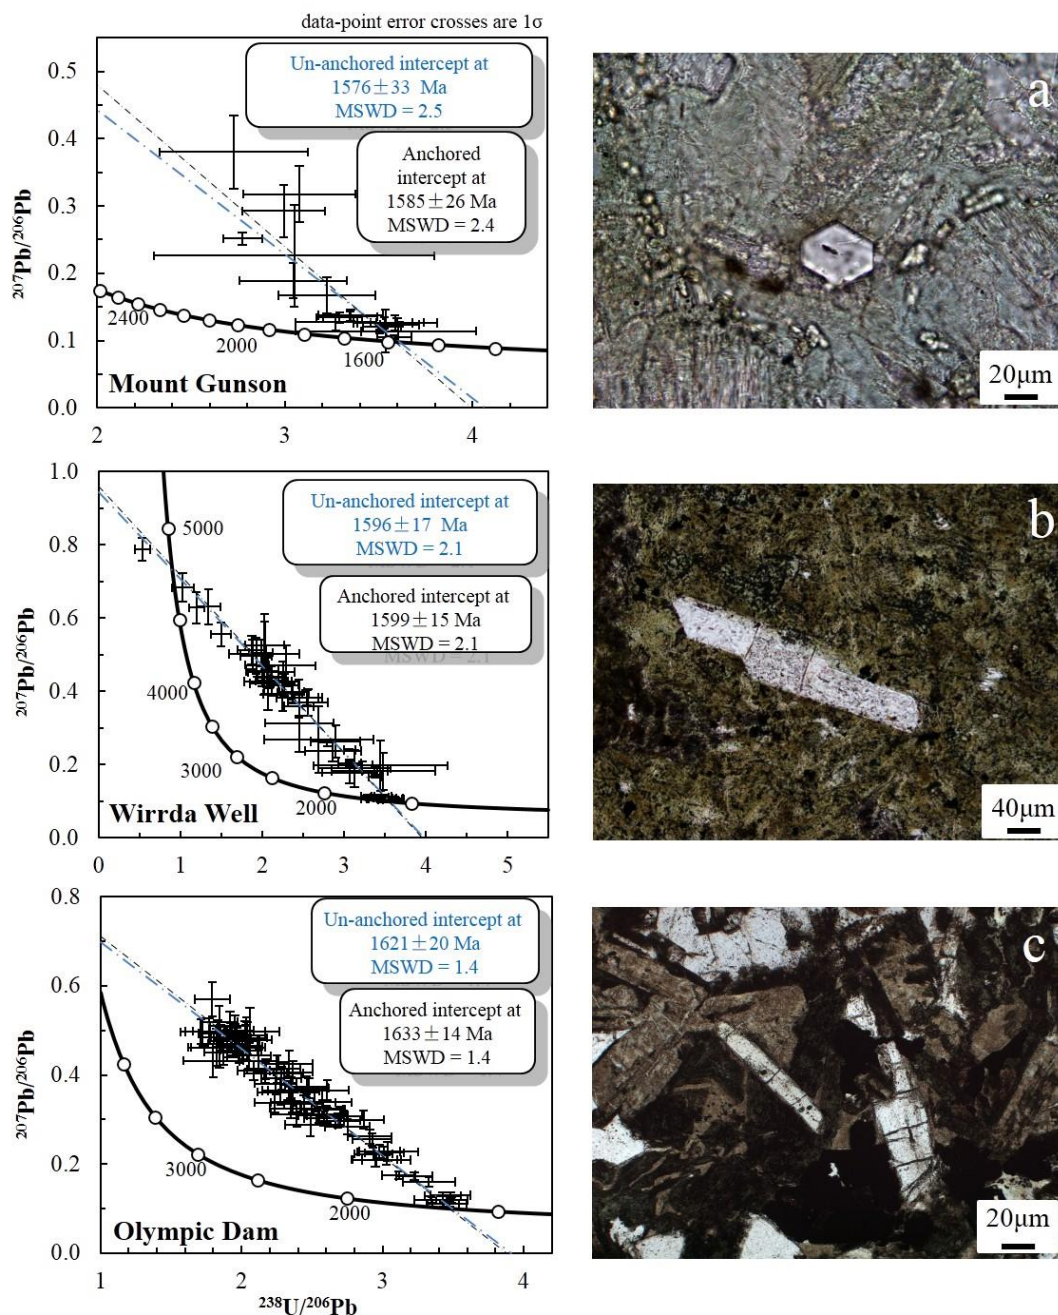 data-point error crosses are 1σ
0.5
0.4
0.3
0.2
0.1
0.0
²⁰⁷Pb/²⁰⁶Pb
Un-anchored intercept at
1576±33 Ma
MSWD = 2.5
Anchored
intercept at
1585±26 Ma
MSWD = 2.4
2400
2000
1600
Mount Gunson
2 3 4
a
20μm
1.0
0.8
0.6
0.4
0.2
0.0
²⁰⁷Pb/²⁰⁶Pb
Un-anchored intercept at
1596±17 Ma
MSWD = 2.1
Anchored intercept at
1599±15 Ma
MSWD = 2.1
5000
4000
3000
2000
Wirrda Well
0 1 2 3 4 5
b
40μm
0.8
0.6
0.4
0.2
0.0
²⁰⁷Pb/²⁰⁶Pb
Un-anchored intercept at
1621±20 Ma
MSWD = 1.4
Anchored intercept at
1633±14 Ma
MSWD = 1.4
3000
2000
Olympic Dam
1 2 3 4
²³⁸U/²⁰⁶Pb
c
20μm